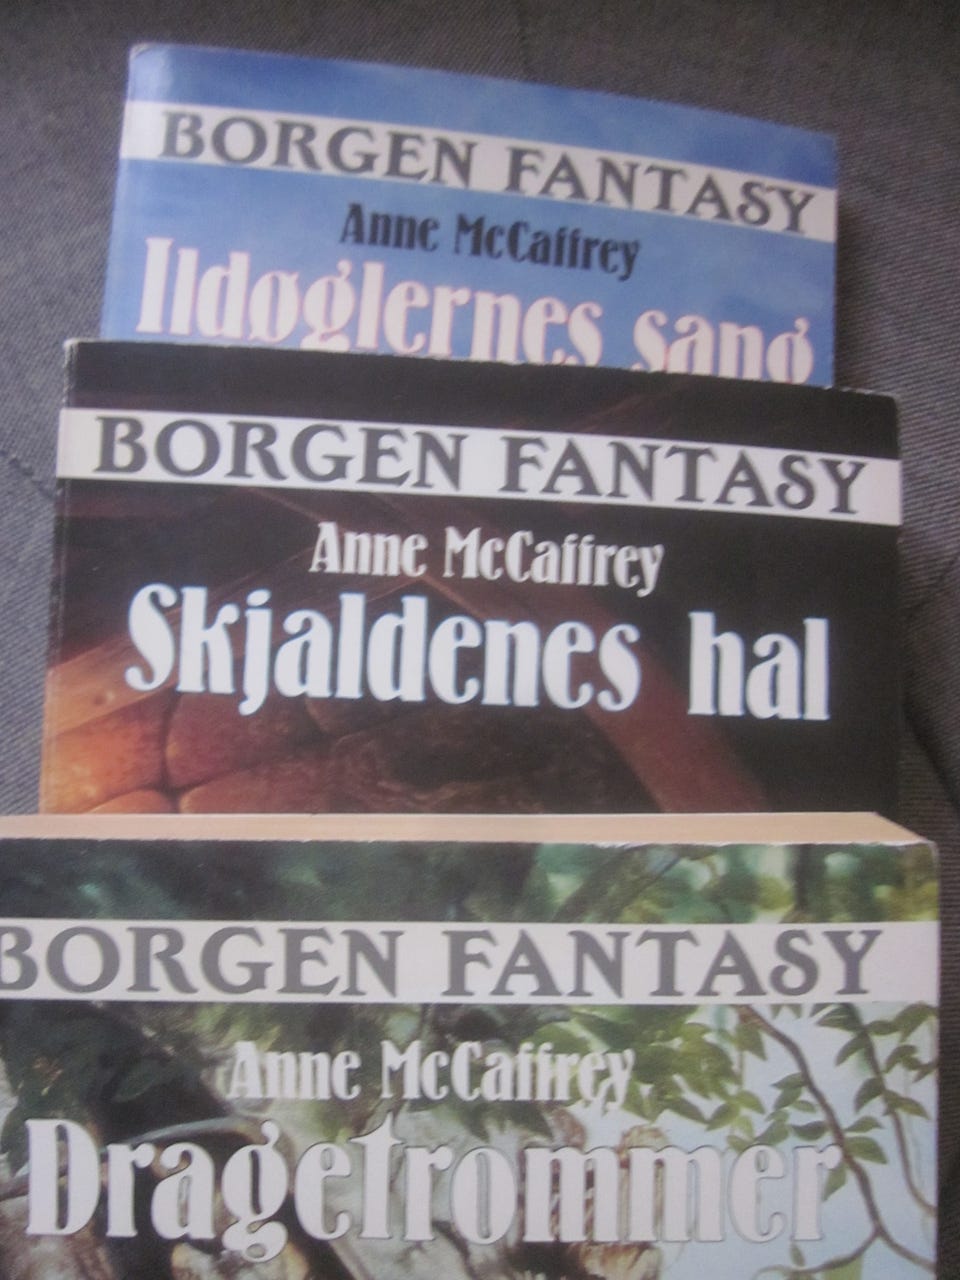 BORGEN FANTASY
Anne McCaffrey
Ildøglernes sang
BORGEN FANTASY
Anne McCaffrey
Skjaldenes hal
BORGEN FANTASY
Anne McCaffrey
Dragetrommer